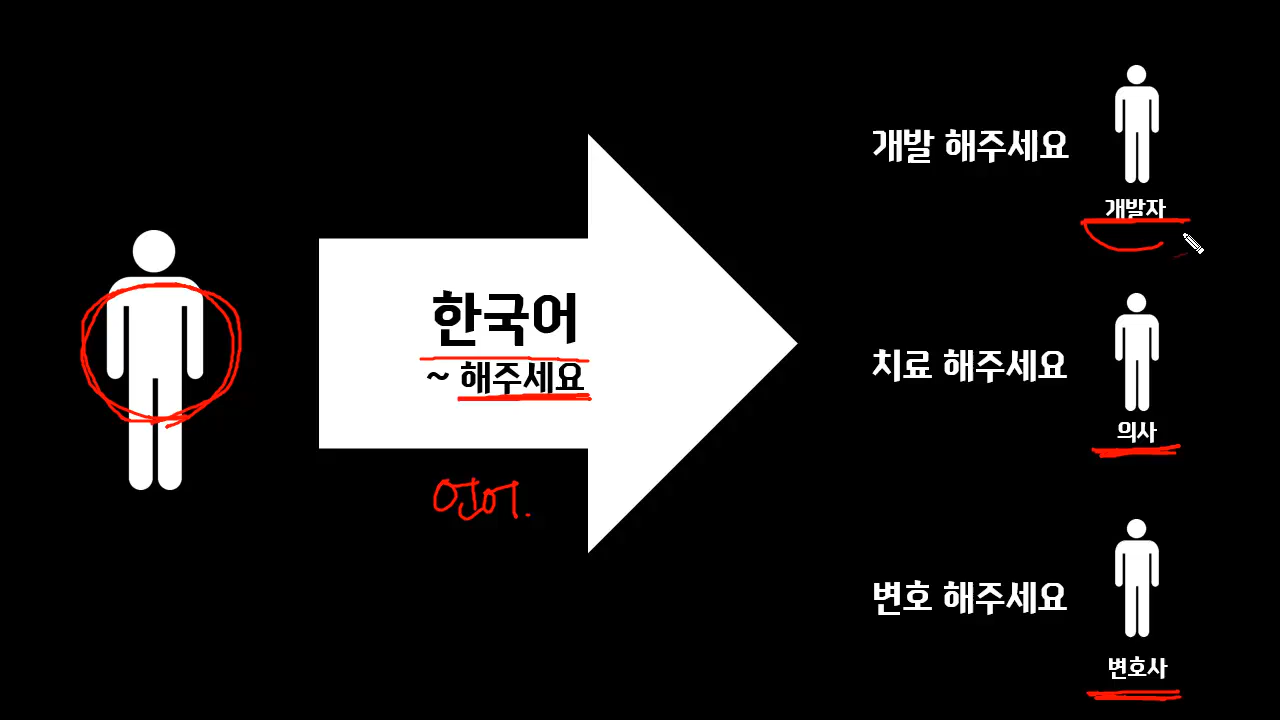 한국어
~ 해주세요
언어.
개발 해주세요
개발자
치료 해주세요
의사
변호 해주세요
변호사